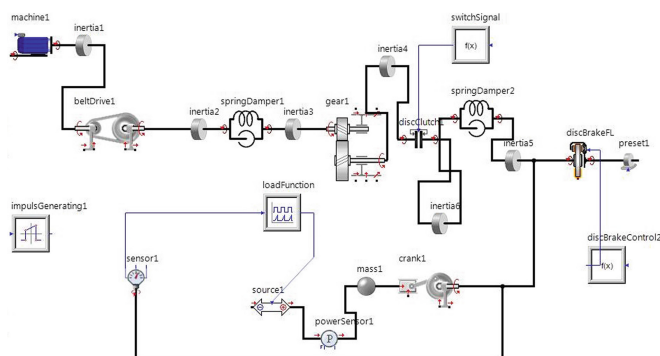 machine1
inertia1
switchSignal
f(x)
inertia4
beltDrive1
inertia2
springDamper1
inertia3
gear1
discClutch1
springDamper2
inertia5
discBrakeFL
preset1
inertia6
loadFunction
impulsGenerating1
discBrakeControl2
f(x)
sensor1
source1
mass1
crank1
powerSensor1
P